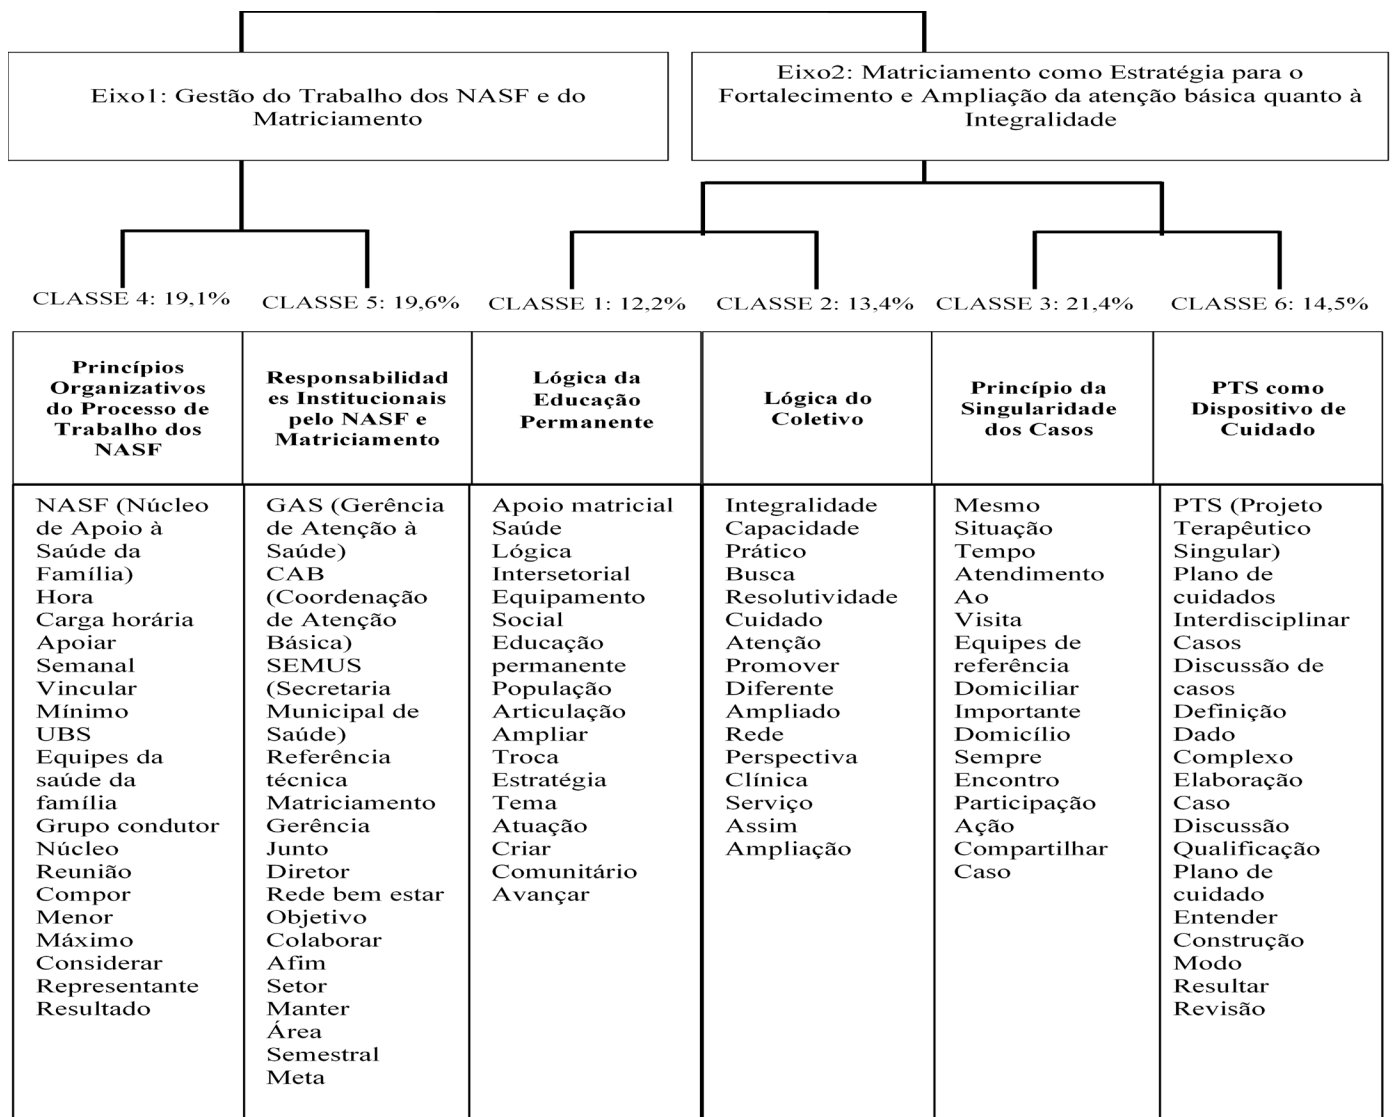 Eixo1: Gestão do Trabalho dos NASF e do
Matriciamento
Eixo2: Matriciamento como Estratégia para o
Fortalecimento e Ampliação da atenção básica quanto à
Integralidade
CLASSE 4: 19,1%
CLASSE 5: 19,6%
CLASSE 1: 12,2%
CLASSE 2: 13,4%
CLASSE 3: 21,4%
CLASSE 6: 14,5%
Princípios
Organizativos
do Processo de
Trabalho dos
NASF
Responsabilidad
es Institucionais
pelo NASF e
Matriciamento
Lógica da
Educação
Permanente
Lógica do
Coletivo
Princípio da
Singularidade
dos Casos
PTS como
Dispositivo de
Cuidado
NASF (Núcleo
de Apoio à
Saúde da
Família)
Hora
Carga horária
Apoiar
Semanal
Vincular
Mínimo
UBS
Equipes da
saúde da
família
Grupo condutor
Núcleo
Reunião
Compor
Menor
Máximo
Considerar
Representante
Resultado
GAS (Gerência
de Atenção à
Saúde)
CAB
(Coordenação
de Atenção
Básica)
SEMUS
(Secretaria
Municipal de
Saúde)
Referência
técnica
Matriciamento
Gerência
Junto
Diretor
Rede bem estar
Objetivo
Colaborar
Afim
Setor
Manter
Área
Semestral
Meta
Apoio matricial
Saúde
Lógica
Intersetorial
Equipamento
Social
Educação
permanente
População
Articulação
Ampliar
Troca
Estratégia
Tema
Atuação
Criar
Comunitário
Avançar
Integralidade
Capacidade
Prático
Busca
Resolutividade
Cuidado
Atenção
Promover
Diferente
Ampliado
Rede
Perspectiva
Clínica
Serviço
Assim
Ampliação
Mesmo
Situação
Tempo
Atendimento
Ao
Visita
Equipes de
referência
Domiciliar
Importante
Domicílio
Sempre
Encontro
Participação
Ação
Compartilhar
Caso
PTS (Projeto
Terapêutico
Singular)
Plano de
cuidados
Interdisciplinar
Casos
Discussão de
casos
Definição
Dado
Complexo
Elaboração
Caso
Discussão
Qualificação
Plano de
cuidado
Entender
Construção
Modo
Resultar
Revisão